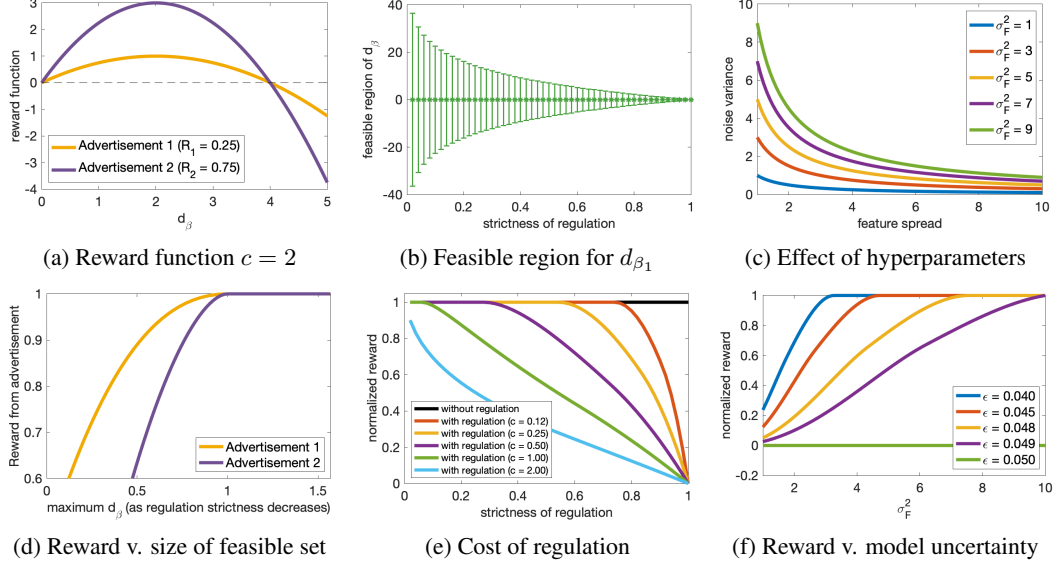 3
2
1
0
-1
-2
-3
-4
reward function
Advertisement 1 (R₁ = 0.25)
Advertisement 2 (R₂ = 0.75)
0 1 2 3 4 5
d_β
(a) Reward function c = 2
40
20
0
-20
-40
feasible region of d_β
0 0.2 0.4 0.6 0.8 1
strictness of regulation
(b) Feasible region for d_β₁
10
8
6
4
2
0
noise variance
σ_F² = 1
σ_F² = 3
σ_F² = 5
σ_F² = 7
σ_F² = 9
2 4 6 8 10
feature spread
(c) Effect of hyperparameters
1
0.9
0.8
0.7
0.6
Reward from advertisement
Advertisement 1
Advertisement 2
0 0.5 1 1.5
maximum d_β (as regulation strictness decreases)
(d) Reward v. size of feasible set
1
0.8
0.6
0.4
0.2
0
normalized reward
without regulation
with regulation (c = 0.12)
with regulation (c = 0.25)
with regulation (c = 0.50)
with regulation (c = 1.00)
with regulation (c = 2.00)
0 0.2 0.4 0.6 0.8 1
strictness of regulation
(e) Cost of regulation
1
0.8
0.6
0.4
0.2
0
-0.2
normalized reward
ϵ = 0.040
ϵ = 0.045
ϵ = 0.048
ϵ = 0.049
ϵ = 0.050
2 4 6 8 10
σ_F²
(f) Reward v. model uncertainty